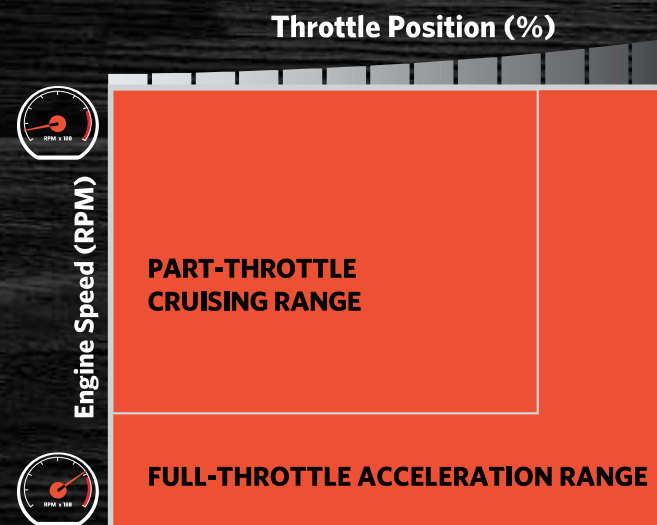 Throttle Position (%)
RPM x 100
Engine Speed (RPM)
PART-THROTTLE
CRUISING RANGE
FULL-THROTTLE ACCELERATION RANGE
RPM x 100